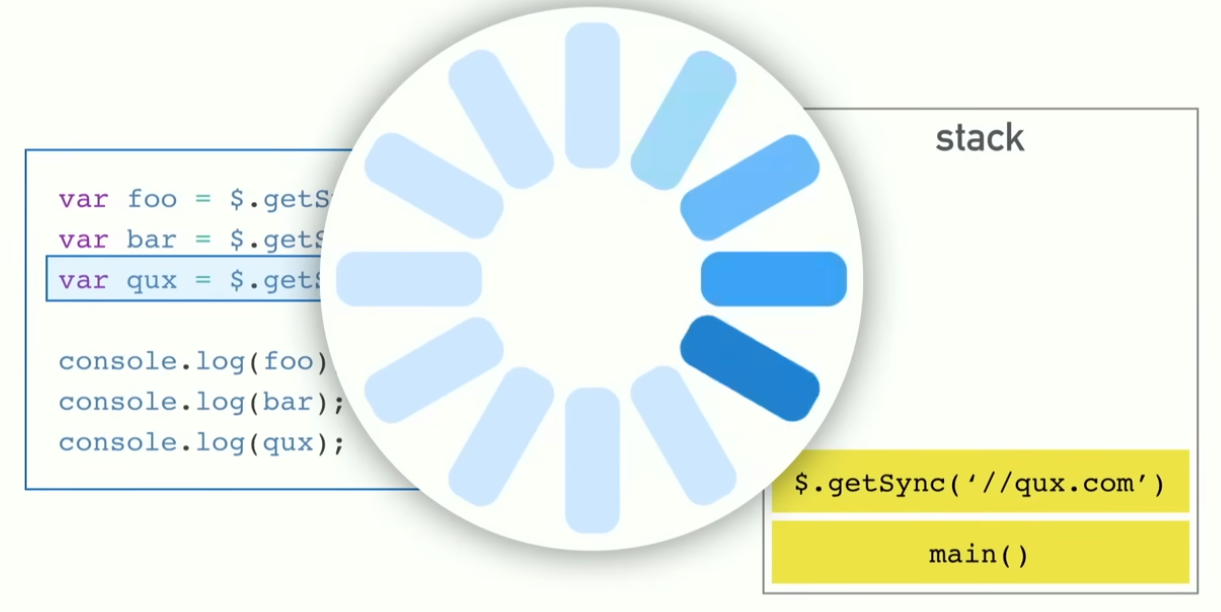 var foo = $.getS
var bar = $.getS
var qux = $.getS
console.log(foo)
console.log(bar);
console.log(qux);
stack
$.getSync(‘//qux.com’)
main()